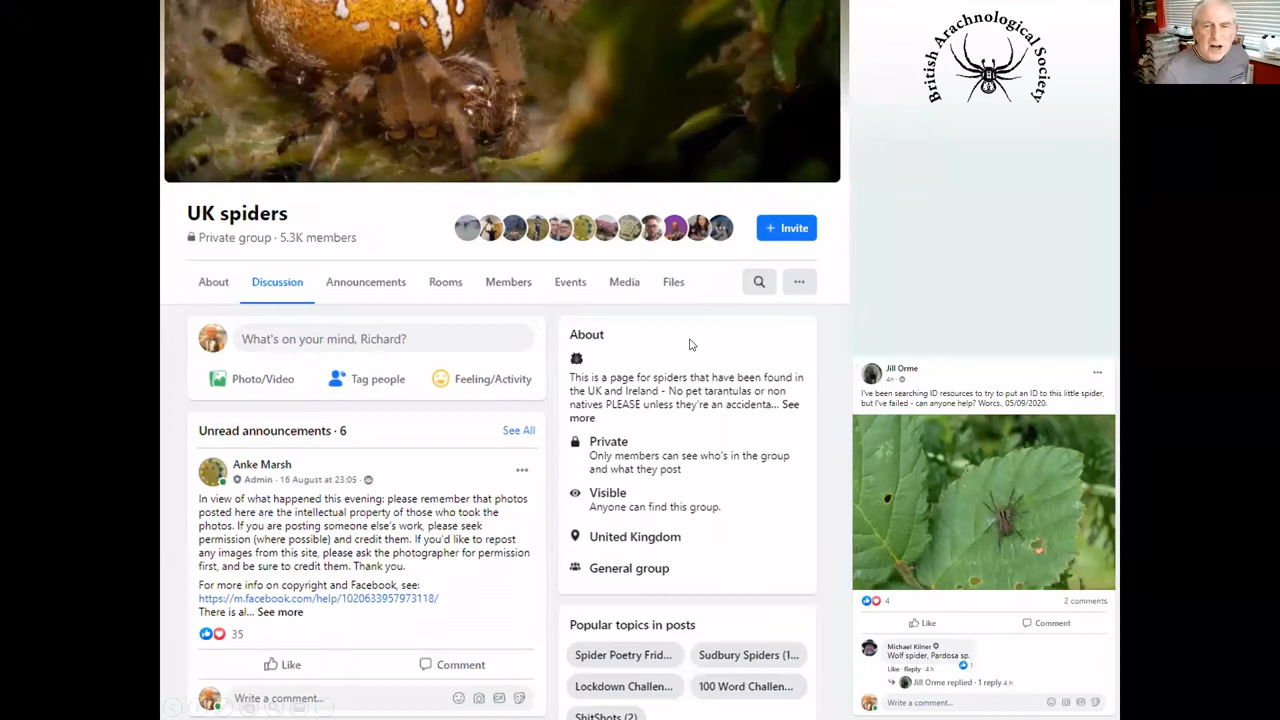 British Arachnological Society
UK spiders
Private group · 5.3K members
+ Invite
About
Discussion
Announcements
Rooms
Members
Events
Media
Files
What's on your mind, Richard?
Photo/Video
Tag people
Feeling/Activity
Unread announcements · 6
See All
Anke Marsh
Admin · 16 August at 23:05 ·
In view of what happened this evening: please remember that photos
posted here are the intellectual property of those who took the
photos. If you are posting someone else's work, please seek
permission (where possible) and credit them. If you'd like to repost
any images from this site, please ask the photographer for permission
first, and be sure to credit them. Thank you.
For more info on copyright and Facebook, see:
https://m.facebook.com/help/1020633957973118/
There is al... See more
35
Like
Comment
Write a comment...
About
This is a page for spiders that have been found in
the UK and Ireland - No pet tarantulas or non
natives PLEASE unless they're an accidenta... See
more
Private
Only members can see who's in the group
and what they post
Visible
Anyone can find this group.
United Kingdom
General group
Popular topics in posts
Spider Poetry Frid...
Sudbury Spiders (1...
Lockdown Challen...
100 Word Challen...
ShitShots (2)
Jill Orme
4h ·
I've been searching ID resources to try to put an ID to this little spider,
but I've failed - can anyone help? Worcs., 05/09/2020.
4
2 comments
Like
Comment
Michael Kilner
Wolf spider, Pardosa sp.
1
Like · Reply · 4 h
Jill Orme replied · 1 reply 4 h
Write a comment...